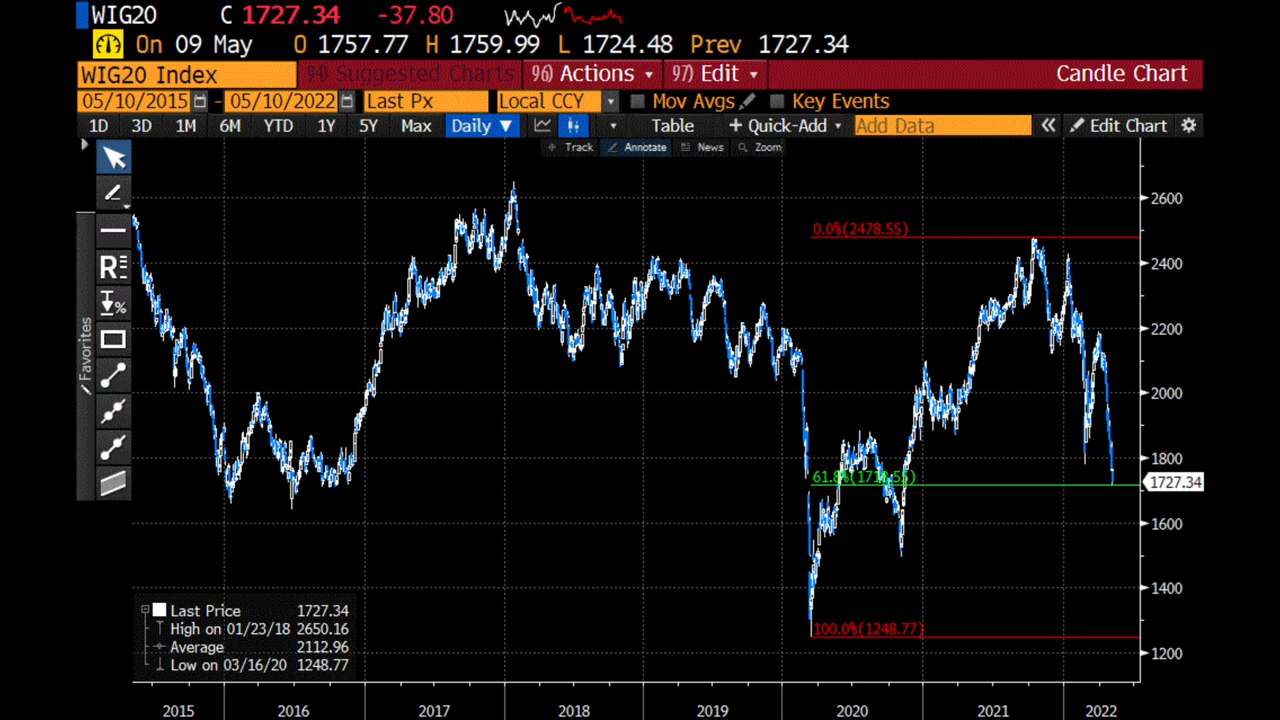 WIG20 C 1727.34 -37.80
On 09 May O 1757.77 H 1759.99 L 1724.48 Prev 1727.34
WIG20 Index 94) Suggested Charts 96) Actions 97) Edit Candle Chart
05/10/2015 - 05/10/2022 Last Px Local CCY Mov Avgs Key Events
1D 3D 1M 6M YTD 1Y 5Y Max Daily ▼ Table + Quick-Add Add Data « Edit Chart
Track Annotate News Zoom
Favorites
R
%
2600
0.0%(2478.55)
2400
2200
2000
1800
1727.34
1600
1400
100.0%(1248.77)
1200
Last Price 1727.34
High on 01/23/18 2650.16
Average 2112.96
Low on 03/16/20 1248.77
2015 2016 2017 2018 2019 2020 2021 2022